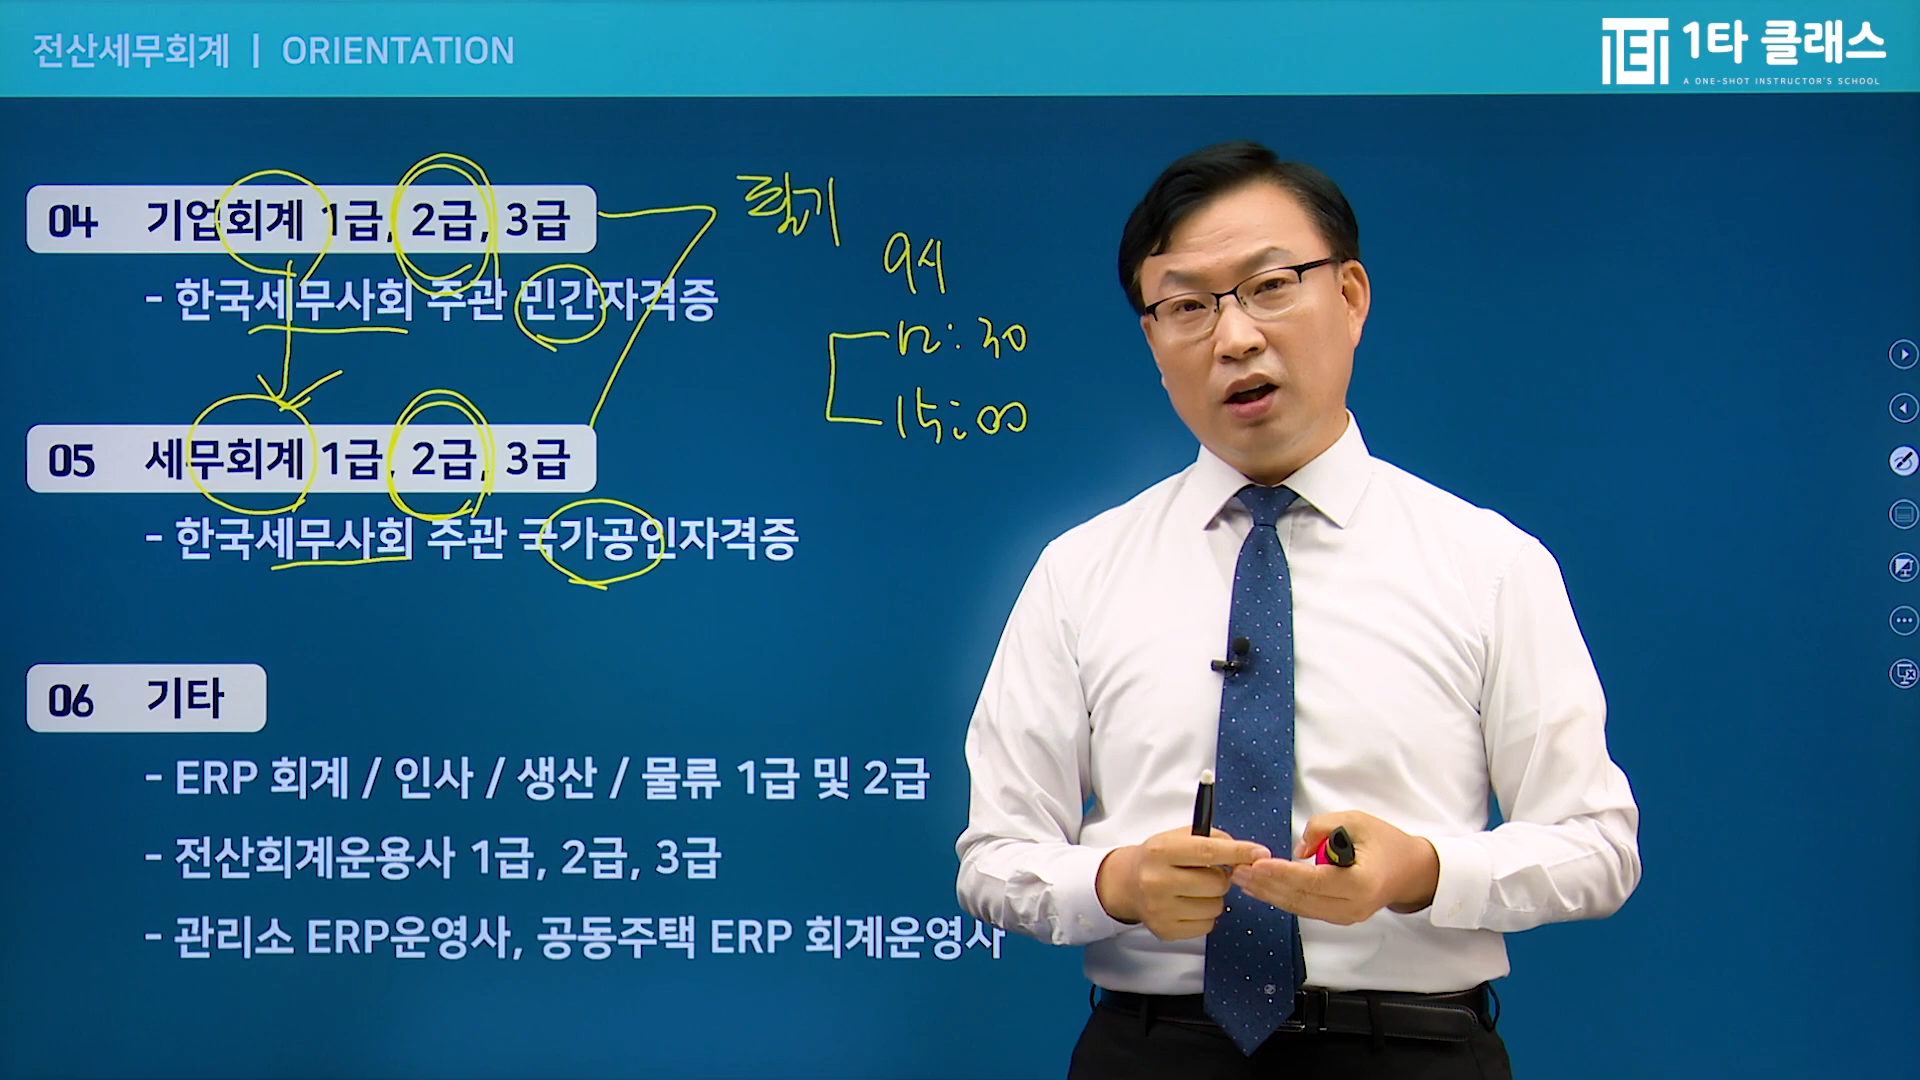 전산세무회계 | ORIENTATION
1타 클래스
A ONE-SHOT INSTRUCTOR'S SCHOOL
04 기업회계 1급, 2급, 3급
- 한국세무사회 주관 민간자격증
필기
9시
12:30
15:00
05 세무회계 1급, 2급, 3급
- 한국세무사회 주관 국가공인자격증
06 기타
- ERP 회계 / 인사 / 생산 / 물류 1급 및 2급
- 전산회계운용사 1급, 2급, 3급
- 관리소 ERP운영사, 공동주택 ERP 회계운영사